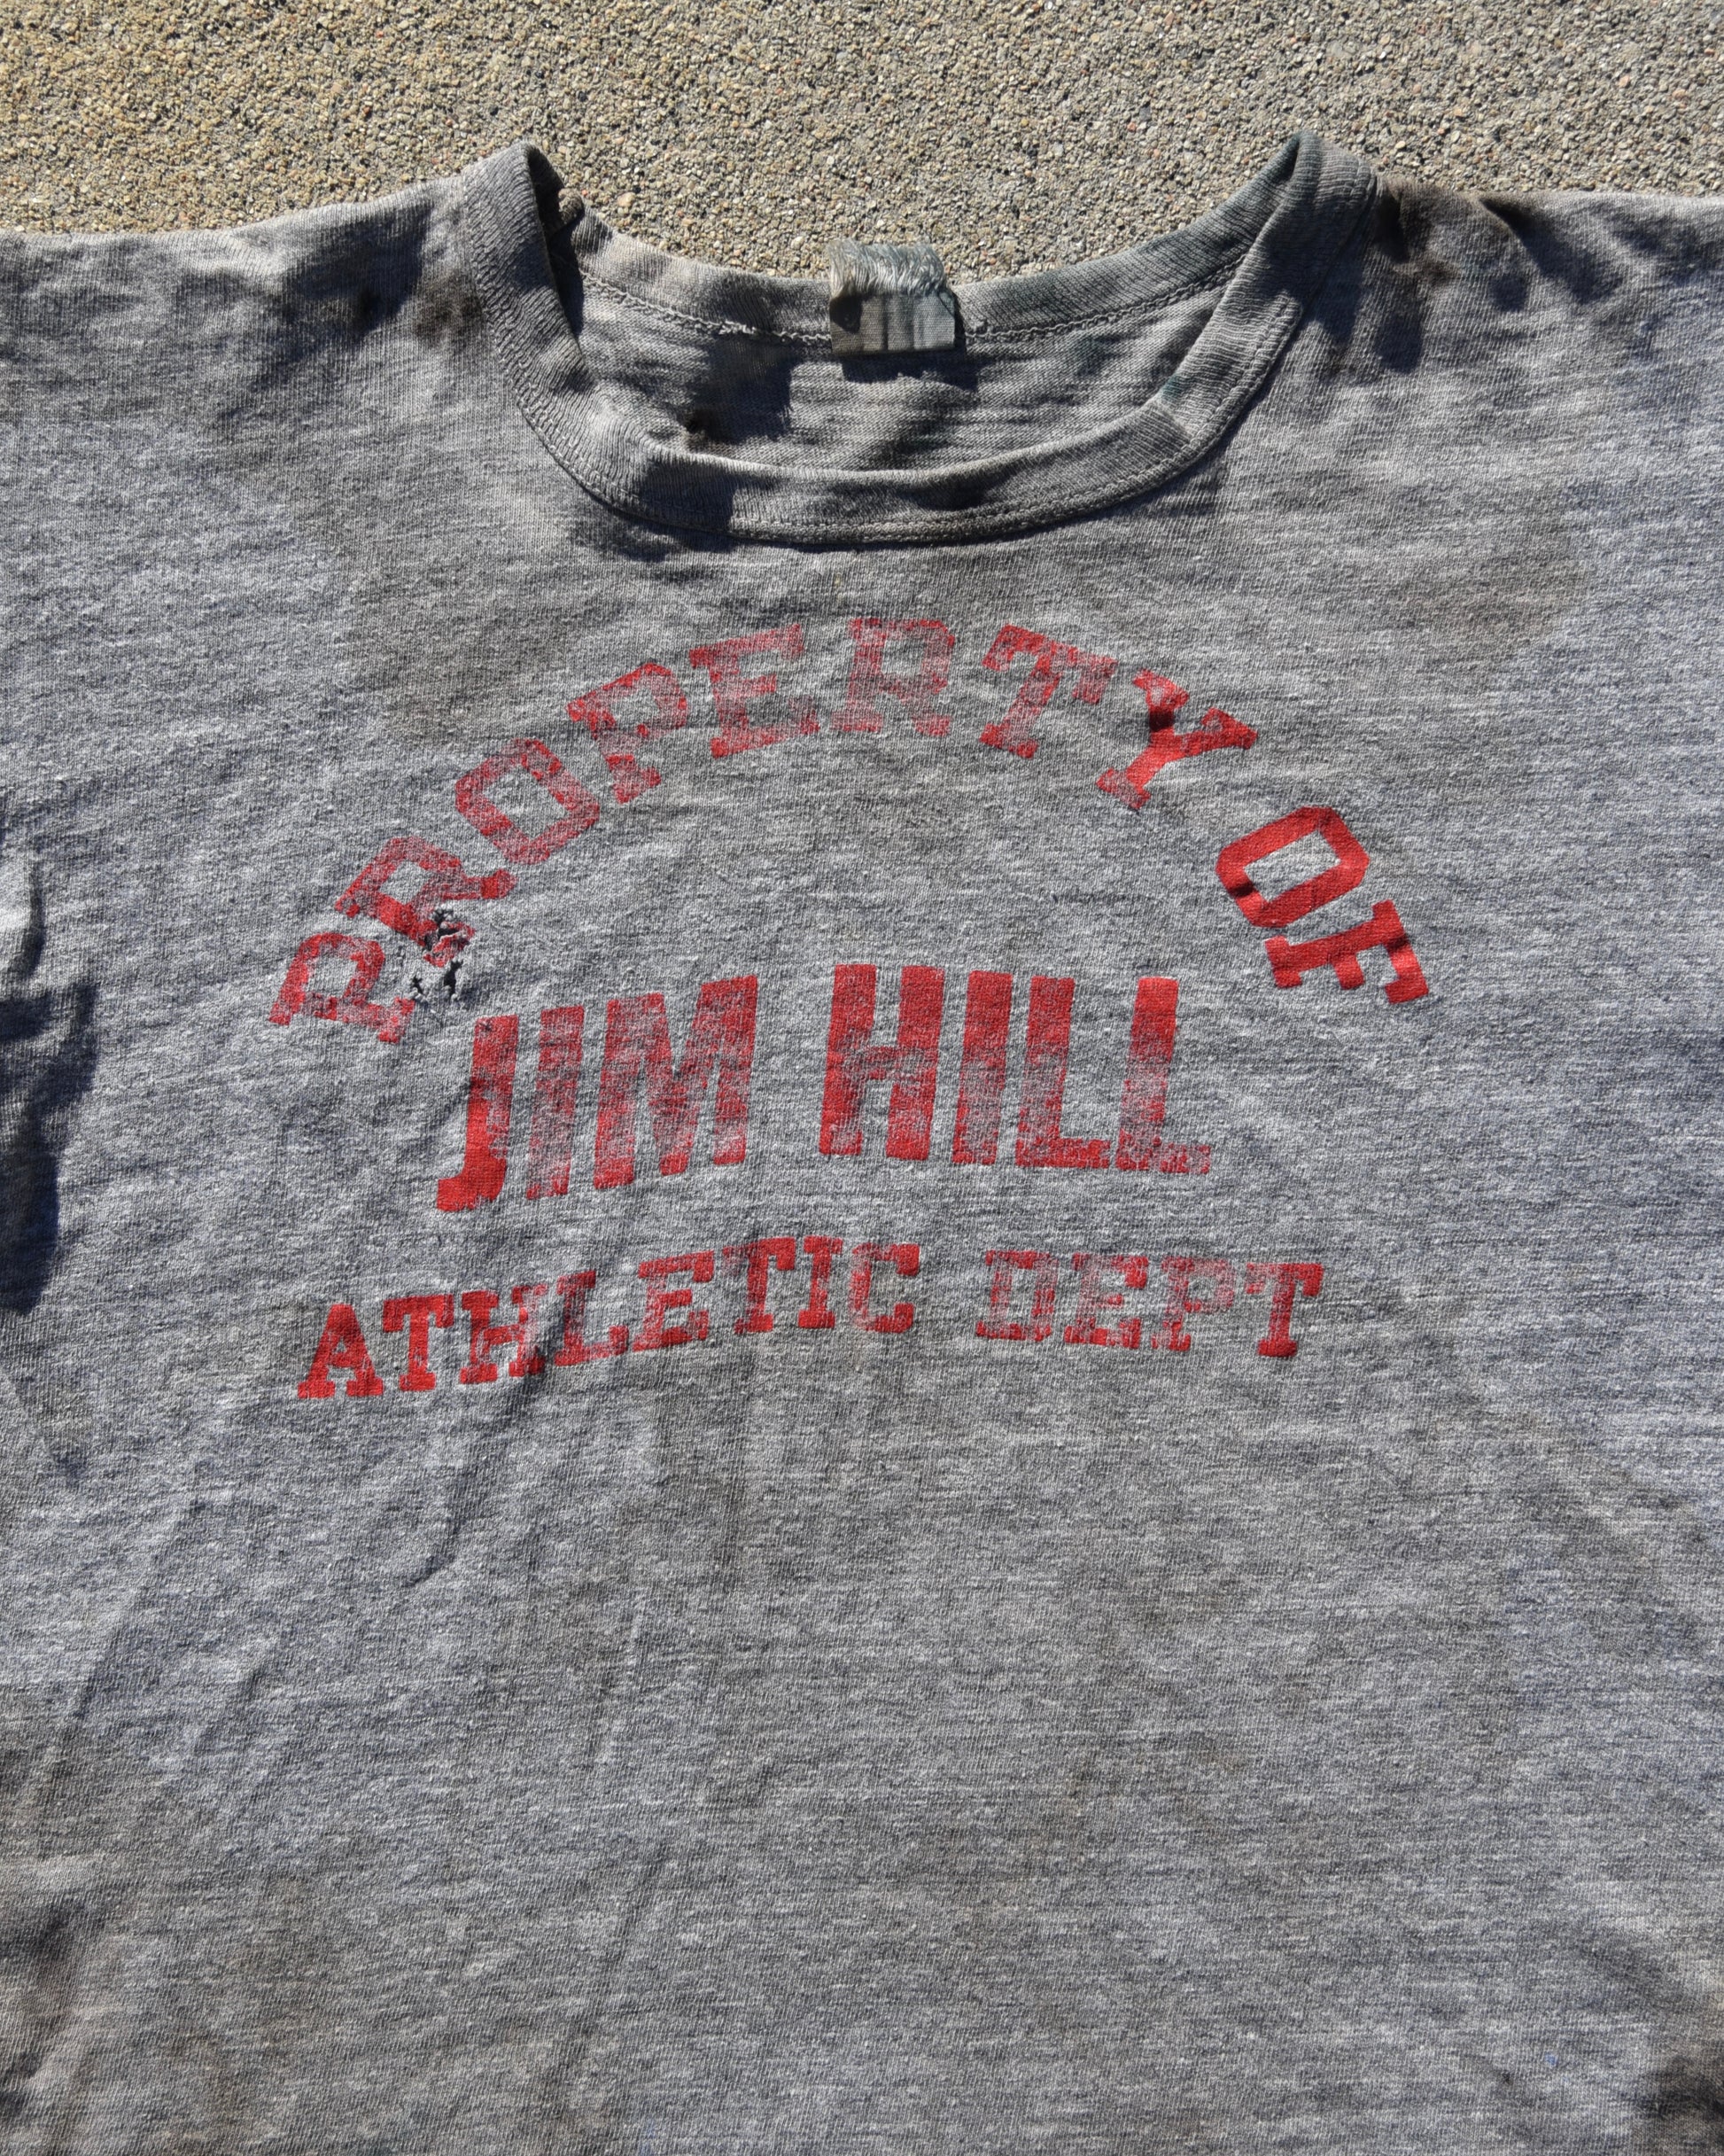 PROPERTY OF
JIM HILL
ATHLETIC DEPT